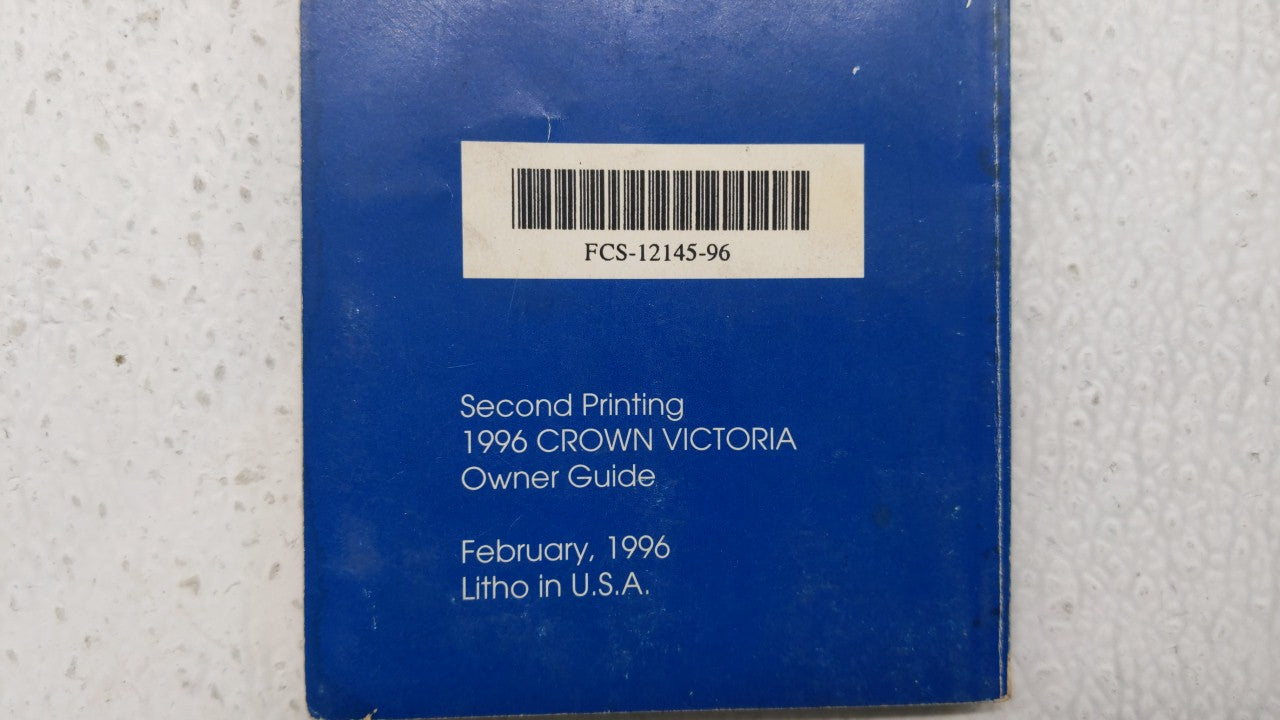 FCS-12145-96
Second Printing
1996 CROWN VICTORIA
Owner Guide
February, 1996
Litho in U.S.A.